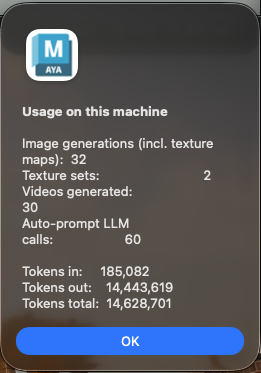 M
AYA
Usage on this machine
Image generations (incl. texture
maps): 32
Texture sets: 2
Videos generated:
30
Auto-prompt LLM
calls: 60
Tokens in: 185,082
Tokens out: 14,443,619
Tokens total: 14,628,701
OK